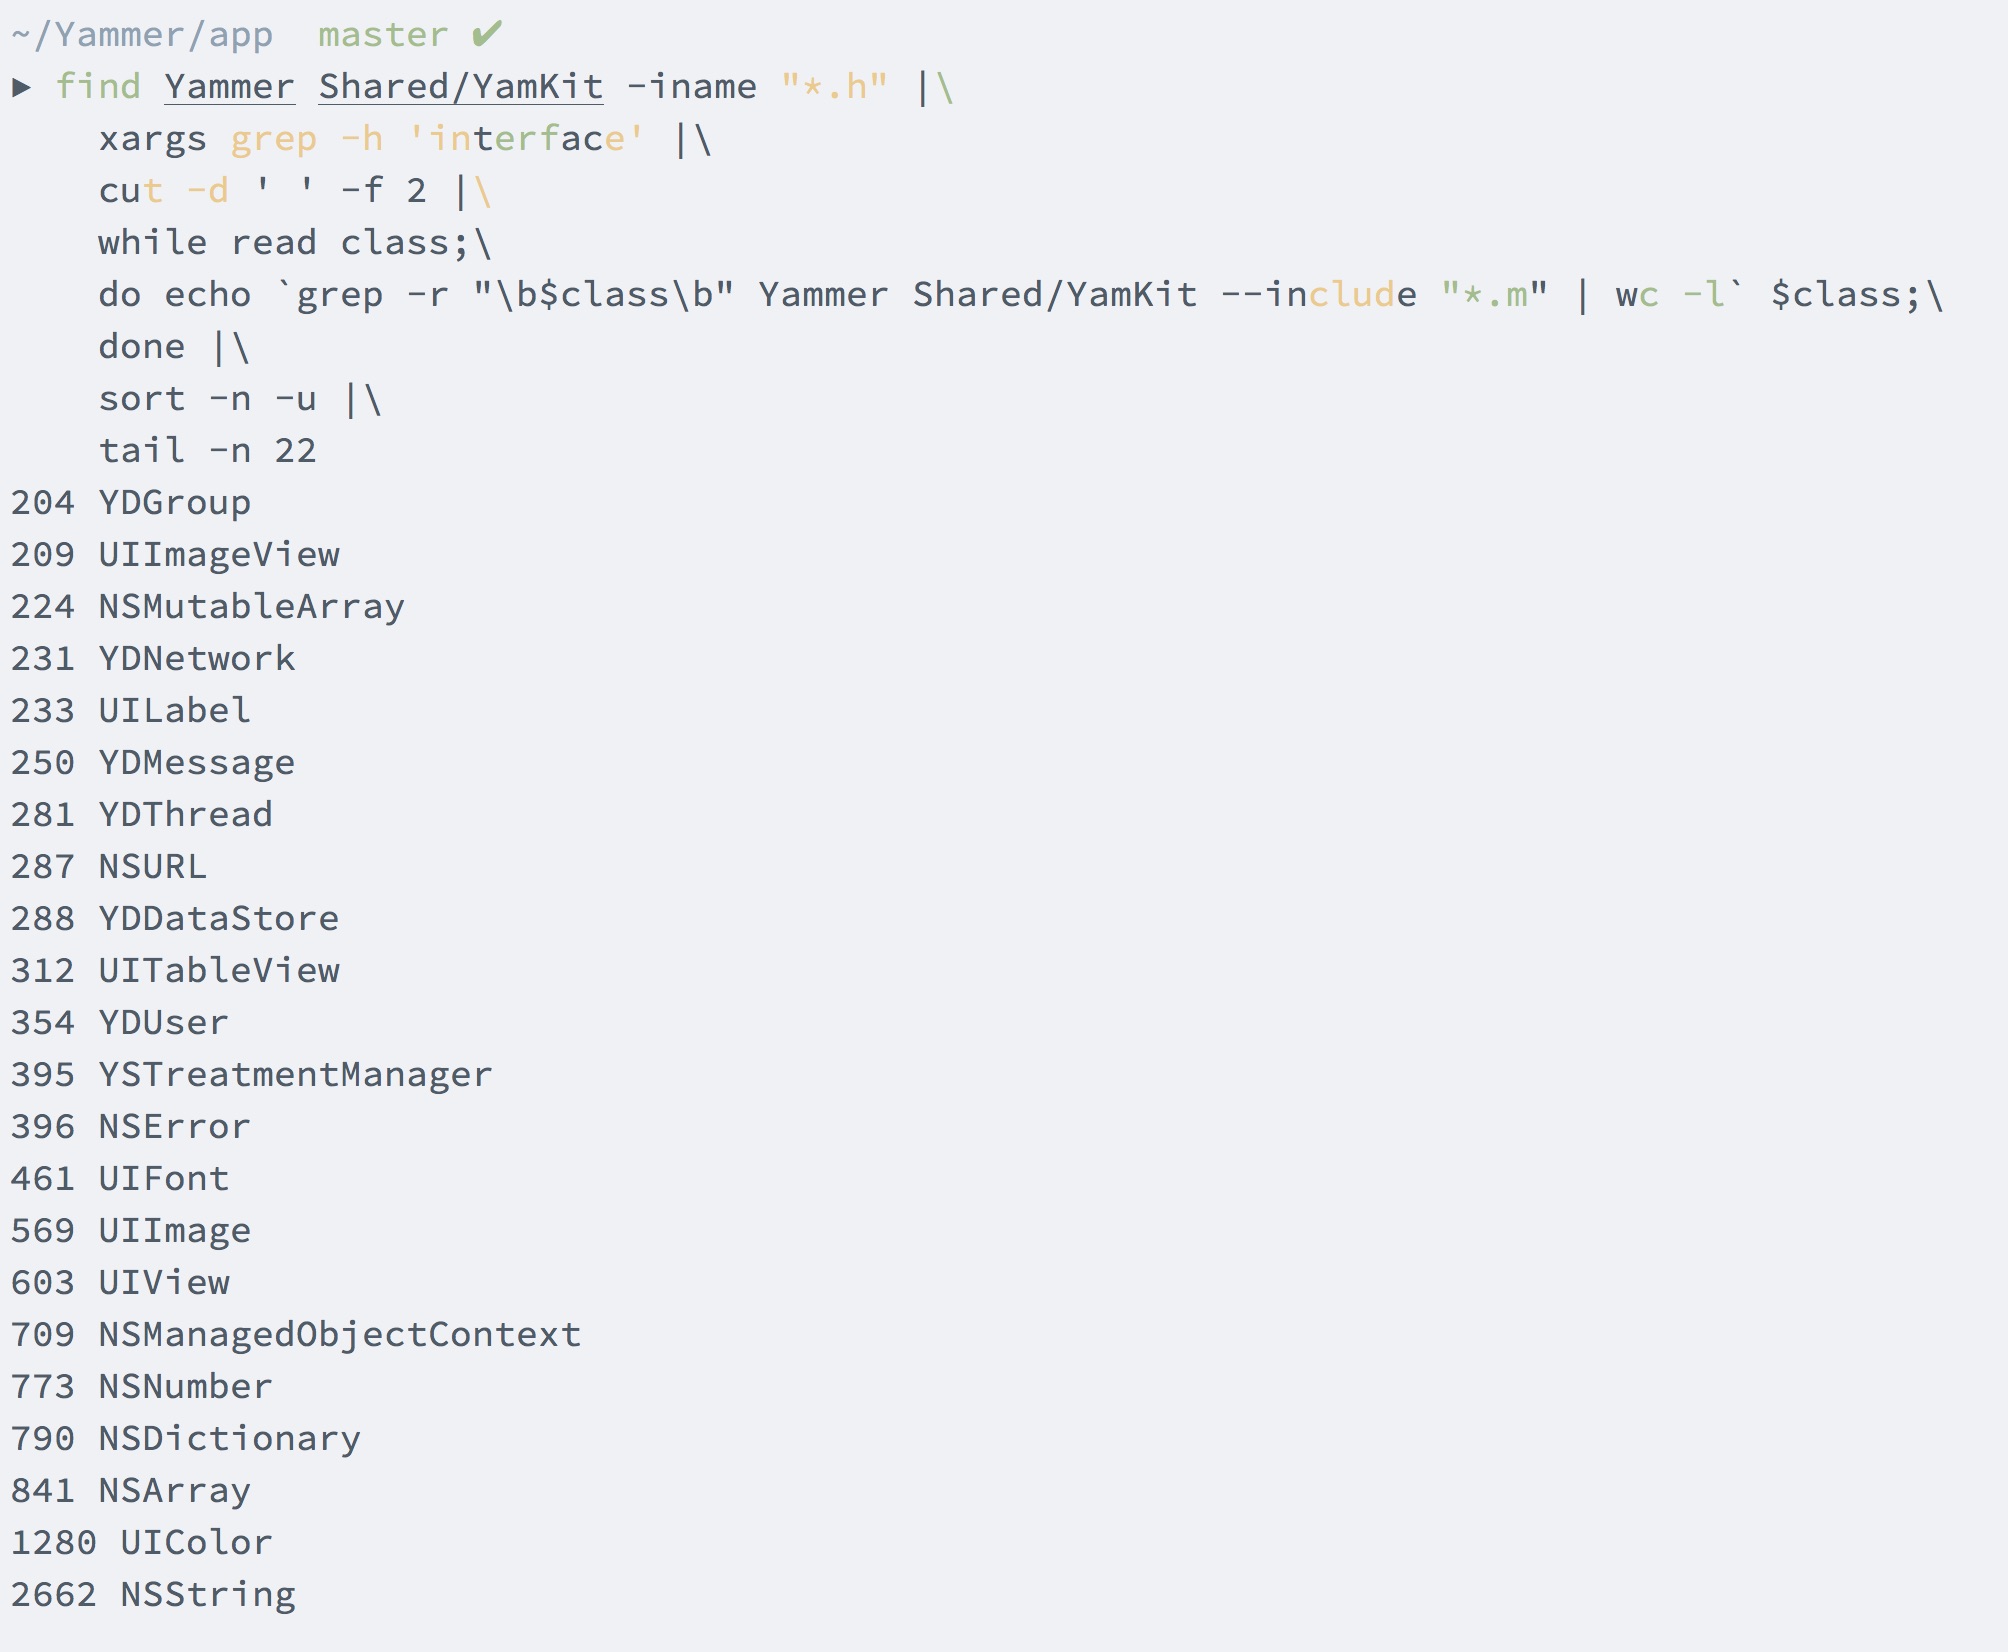 ~/Yammer/app  master ✔
▶ find Yammer Shared/YamKit -iname "*.h" |\
    xargs grep -h 'interface' |\
    cut -d ' ' -f 2 |\
    while read class;\
    do echo `grep -r "\b$class\b" Yammer Shared/YamKit --include "*.m" | wc -l` $class;\
    done |\
    sort -n -u |\
    tail -n 22
204 YDGroup
209 UIImageView
224 NSMutableArray
231 YDNetwork
233 UILabel
250 YDMessage
281 YDThread
287 NSURL
288 YDDataStore
312 UITableView
354 YDUser
395 YSTreatmentManager
396 NSError
461 UIFont
569 UIImage
603 UIView
709 NSManagedObjectContext
773 NSNumber
790 NSDictionary
841 NSArray
1280 UIColor
2662 NSString